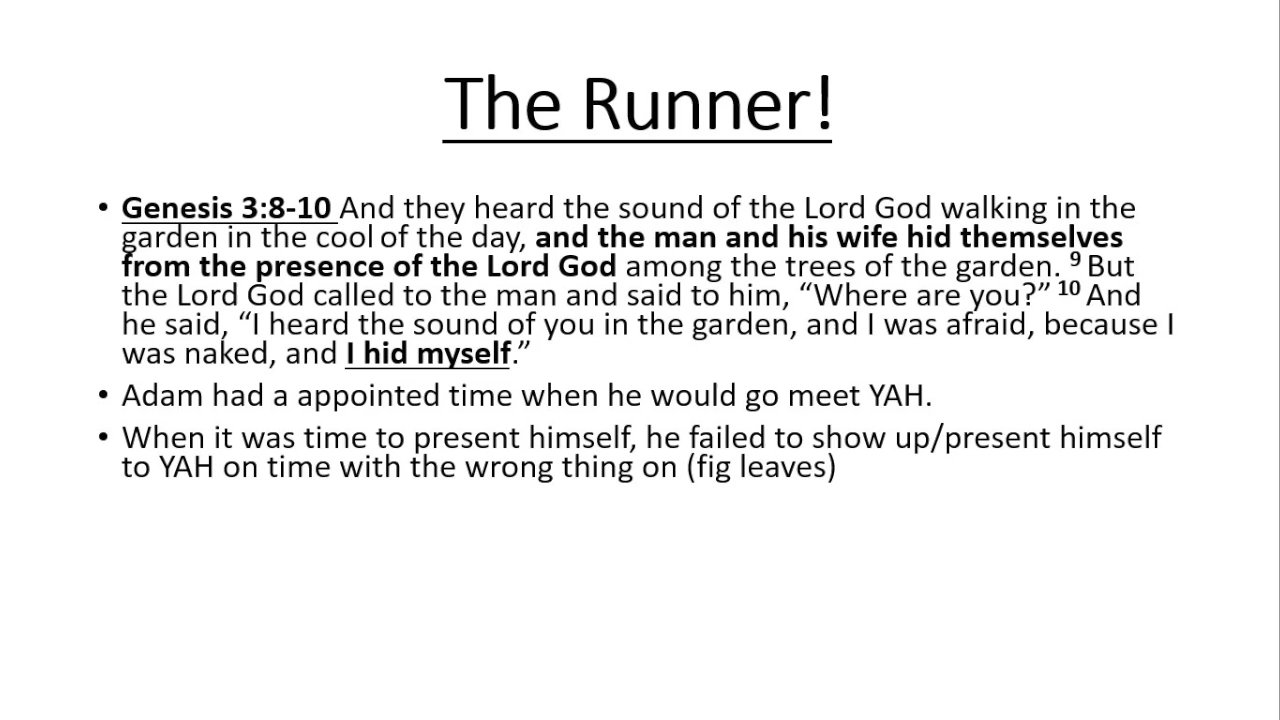 The Runner!
• Genesis 3:8-10 And they heard the sound of the Lord God walking in the
garden in the cool of the day, and the man and his wife hid themselves
from the presence of the Lord God among the trees of the garden. ⁹ But
the Lord God called to the man and said to him, “Where are you?” ¹⁰ And
he said, “I heard the sound of you in the garden, and I was afraid, because I
was naked, and I hid myself.”
• Adam had a appointed time when he would go meet YAH.
• When it was time to present himself, he failed to show up/present himself
to YAH on time with the wrong thing on (fig leaves)